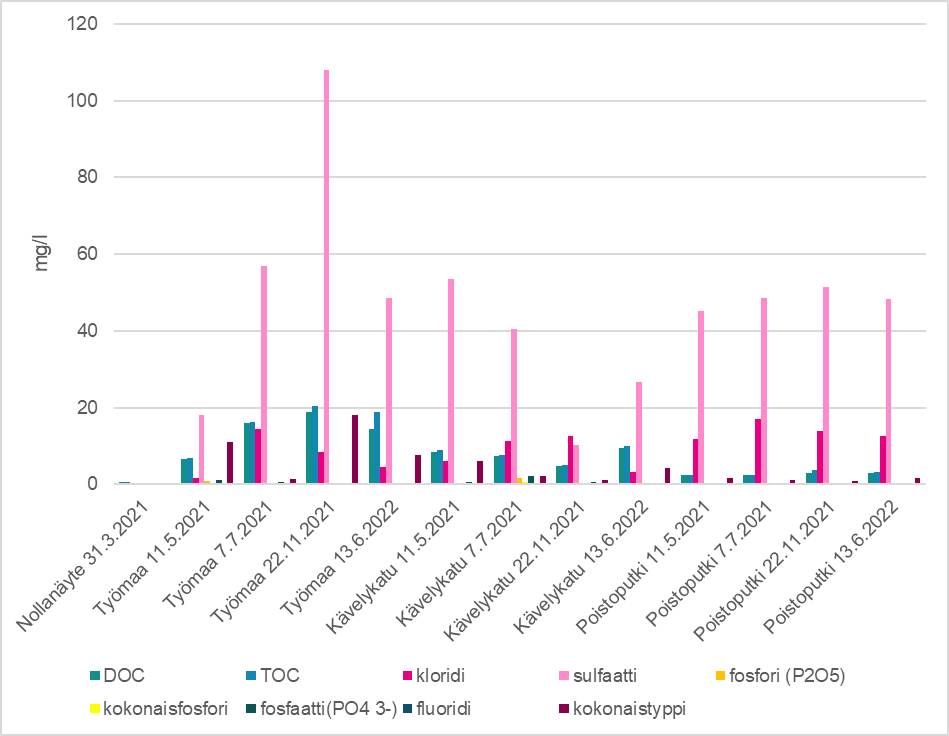 120
100
80
60
40
20
0
mg/l
Nollanäyte 31.3.2021
Työmaa 11.5.2021
Työmaa 7.7.2021
Työmaa 22.11.2021
Työmaa 13.6.2022
Kävelykatu 11.5.2021
Kävelykatu 7.7.2021
Kävelykatu 22.11.2021
Kävelykatu 13.6.2022
Poistoputki 11.5.2021
Poistoputki 7.7.2021
Poistoputki 22.11.2021
Poistoputki 13.6.2022
DOC TOC kloridi sulfaatti fosfori (P2O5)
kokonaisfosfori fosfaatti(PO4 3-) fluoridi kokonaistyppi